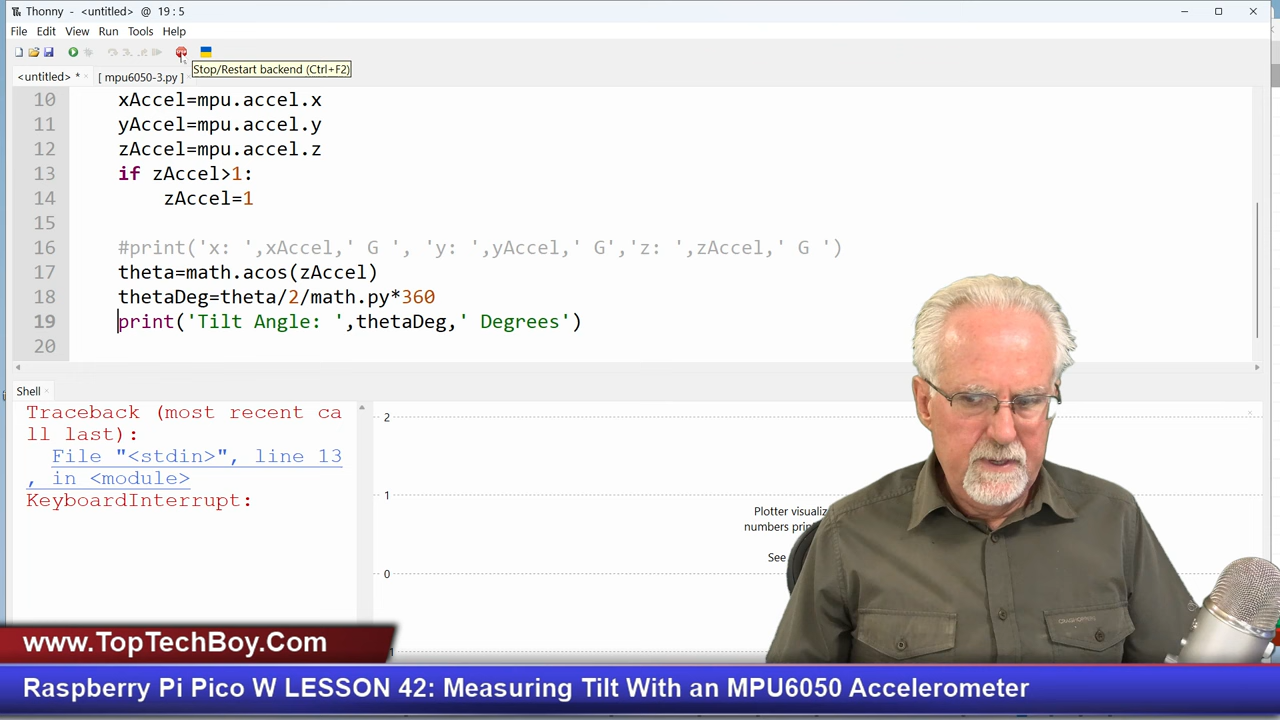 Thonny - <untitled> @ 19 : 5
File Edit View Run Tools Help
Stop/Restart backend (Ctrl+F2)
<untitled> * [ mpu6050-3.py ]
10 xAccel=mpu.accel.x
11 yAccel=mpu.accel.y
12 zAccel=mpu.accel.z
13 if zAccel>1:
14 zAccel=1
15
16 #print('x: ',xAccel,' G ', 'y: ',yAccel,' G','z: ',zAccel,' G ')
17 theta=math.acos(zAccel)
18 thetaDeg=theta/2/math.py*360
19 print('Tilt Angle: ',thetaDeg,' Degrees')
20
Shell
Traceback (most recent ca
ll last):
File "<stdin>", line 13
, in <module>
KeyboardInterrupt:
2
1
Plotter
numbers
See
0
www.TopTechBoy.Com
Raspberry Pi Pico W LESSON 42: Measuring Tilt With an MPU6050 Accelerometer